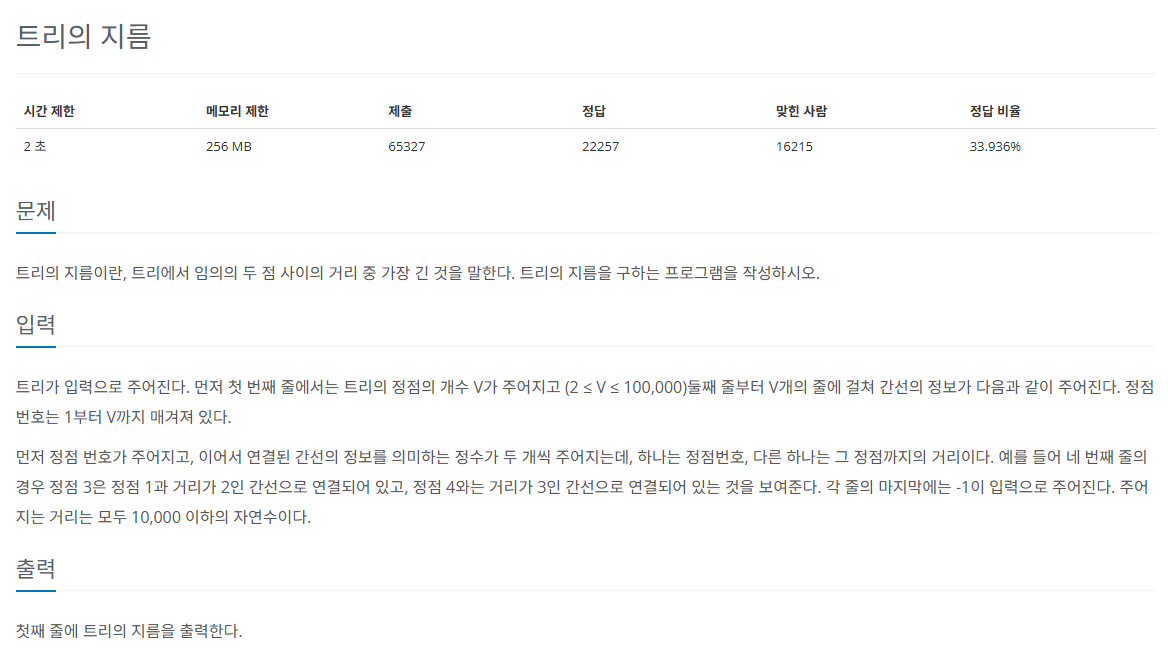 트리의 지름
시간 제한 메모리 제한 제출 정답 맞힌 사람 정답 비율
2 초 256 MB 65327 22257 16215 33.936%
문제
트리의 지름이란, 트리에서 임의의 두 점 사이의 거리 중 가장 긴 것을 말한다. 트리의 지름을 구하는 프로그램을 작성하시오.
입력
트리가 입력으로 주어진다. 먼저 첫 번째 줄에서는 트리의 정점의 개수 V가 주어지고 (2 ≤ V ≤ 100,000)둘째 줄부터 V개의 줄에 걸쳐 간선의 정보가 다음과 같이 주어진다. 정점
번호는 1부터 V까지 매겨져 있다.
먼저 정점 번호가 주어지고, 이어서 연결된 간선의 정보를 의미하는 정수가 두 개씩 주어지는데, 하나는 정점번호, 다른 하나는 그 정점까지의 거리이다. 예를 들어 네 번째 줄의
경우 정점 3은 정점 1과 거리가 2인 간선으로 연결되어 있고, 정점 4와는 거리가 3인 간선으로 연결되어 있는 것을 보여준다. 각 줄의 마지막에는 -1이 입력으로 주어진다. 주어
지는 거리는 모두 10,000 이하의 자연수이다.
출력
첫째 줄에 트리의 지름을 출력한다.